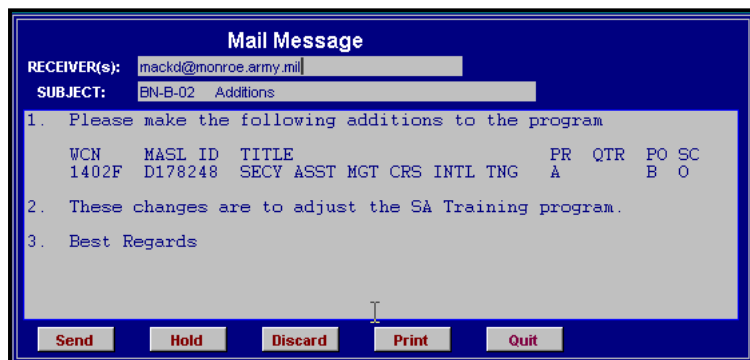 Mail Message
RECEIVER(s): mackd@monroe.army.mil
SUBJECT: BN-B-02 Additions
1. Please make the following additions to the program
WCN MASL ID TITLE PR QTR PO SC
1402F D178248 SECY ASST MGT CRS INTL TNG A B O
2. These changes are to adjust the SA Training program.
3. Best Regards
Send Hold Discard Print Quit